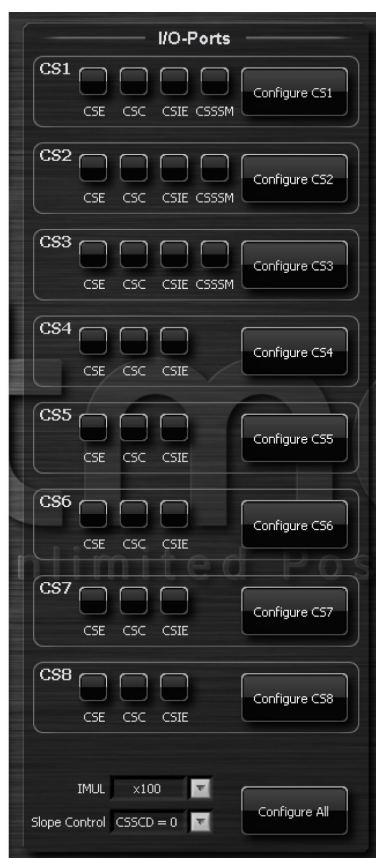 I/O-Ports
CS1
Configure CS1
CSE CSC CSIE CSSSM
CS2
Configure CS2
CSE CSC CSIE CSSSM
CS3
Configure CS3
CSE CSC CSIE CSSSM
CS4
Configure CS4
CSE CSC CSIE
CS5
Configure CS5
CSE CSC CSIE
CS6
Configure CS6
CSE CSC CSIE
nlimited Pos
CS7
Configure CS7
CSE CSC CSIE
CS8
Configure CS8
CSE CSC CSIE
IMUL x100
Configure All
Slope Control CSSCD = 0